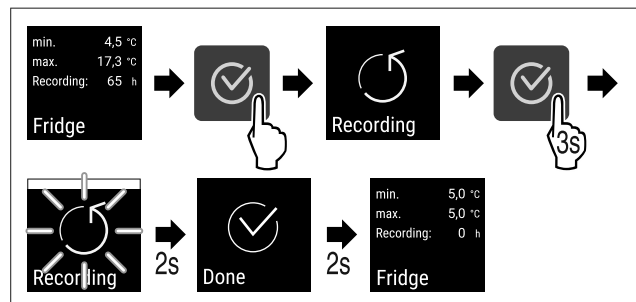 min. 4,5 °C
max. 17,3 °C
Recording: 65 h
Fridge
Recording
3s
Recording
2s
Done
2s
min. 5,0 °C
max. 5,0 °C
Recording: 0 h
Fridge